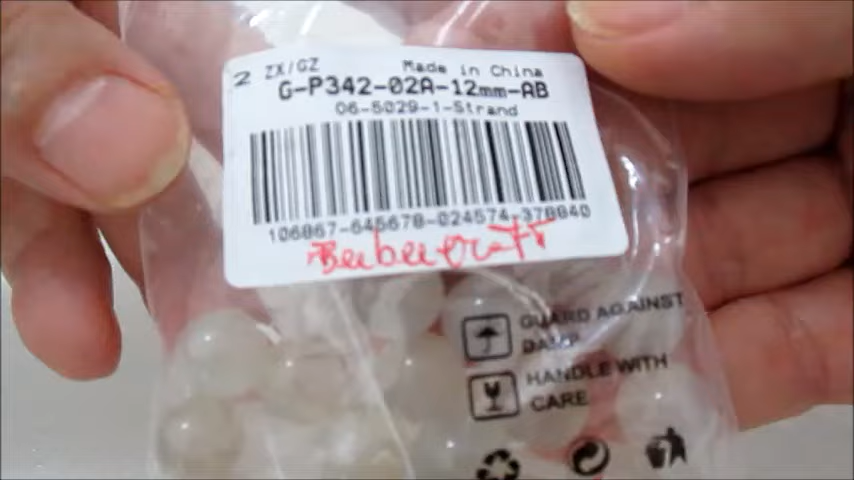 2 ZX/GZ Made in China
G-P342-02A-12mm-AB
06-5029-1-Strand
106867-645678-024574-378840
Beebeecraft
GUARD AGAINST
DAMP
HANDLE WITH
CARE